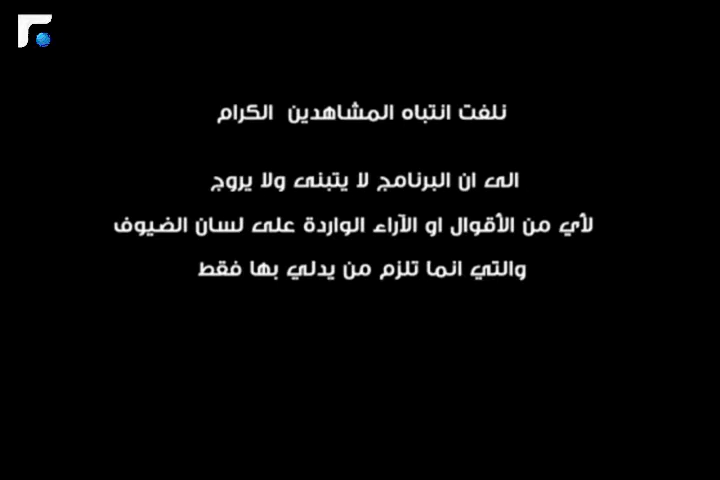 نلفت انتباه المشاهدين الكرام
الى ان البرنامج لا يتبنى ولا يروج
لأي من الأقوال او الآراء الواردة على لسان الضيوف
والتي انما تلزم من يدلي بها فقط